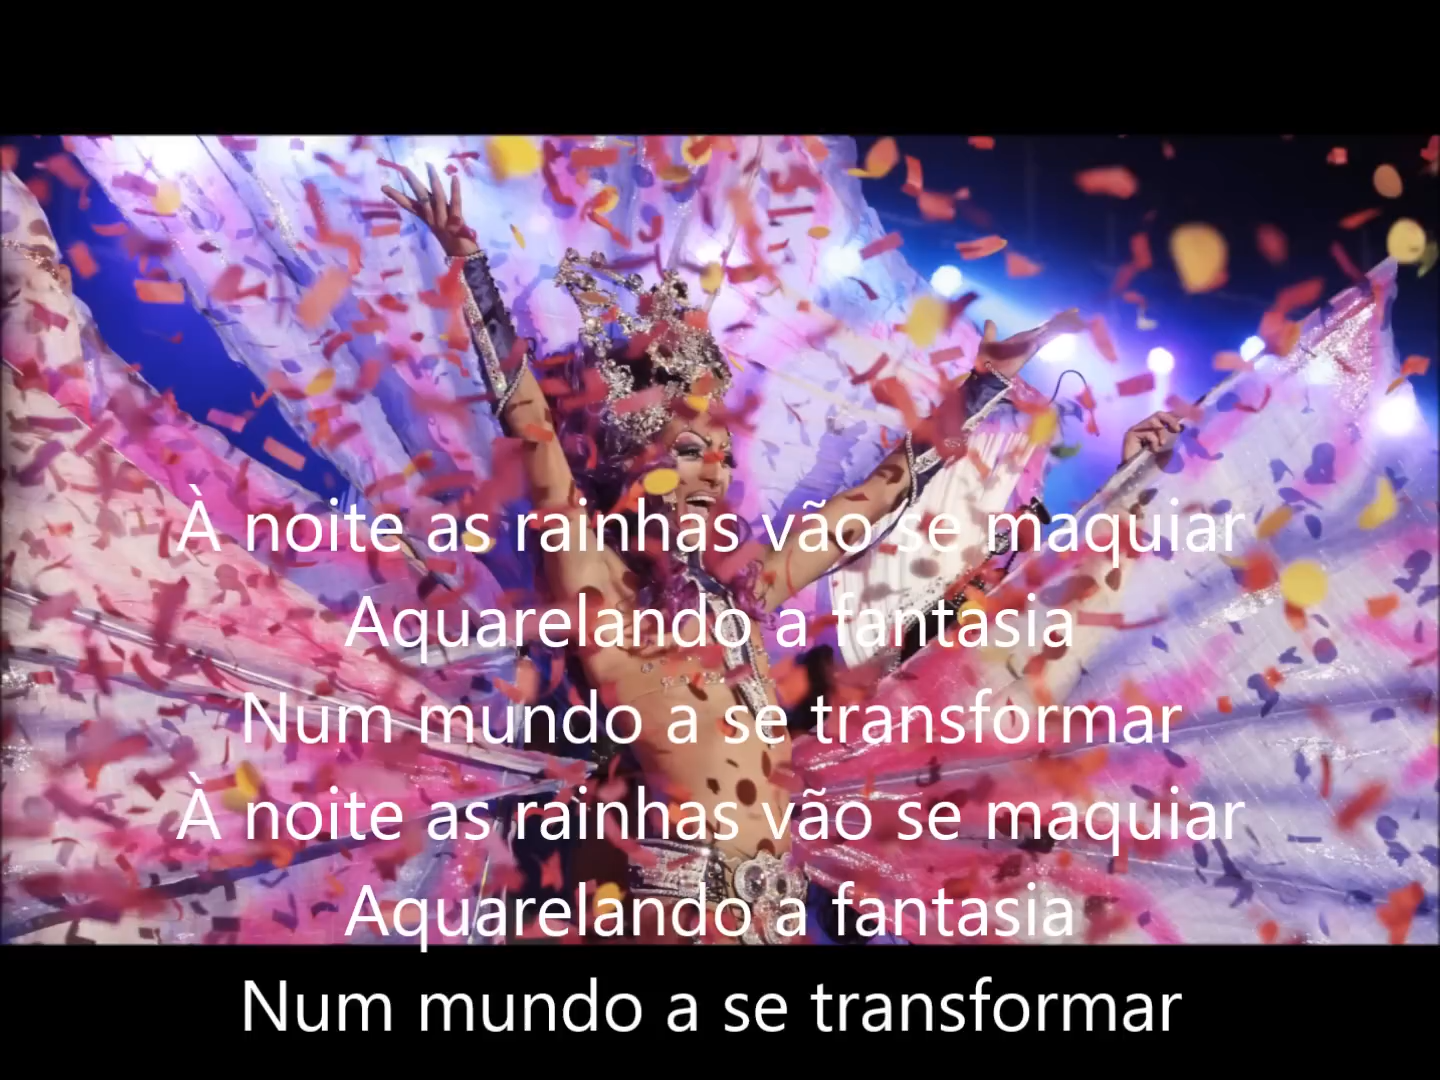 À noite as rainhas vão se maquiar
Aquarelando a fantasia
Num mundo a se transformar
À noite as rainhas vão se maquiar
Aquarelando a fantasia
Num mundo a se transformar